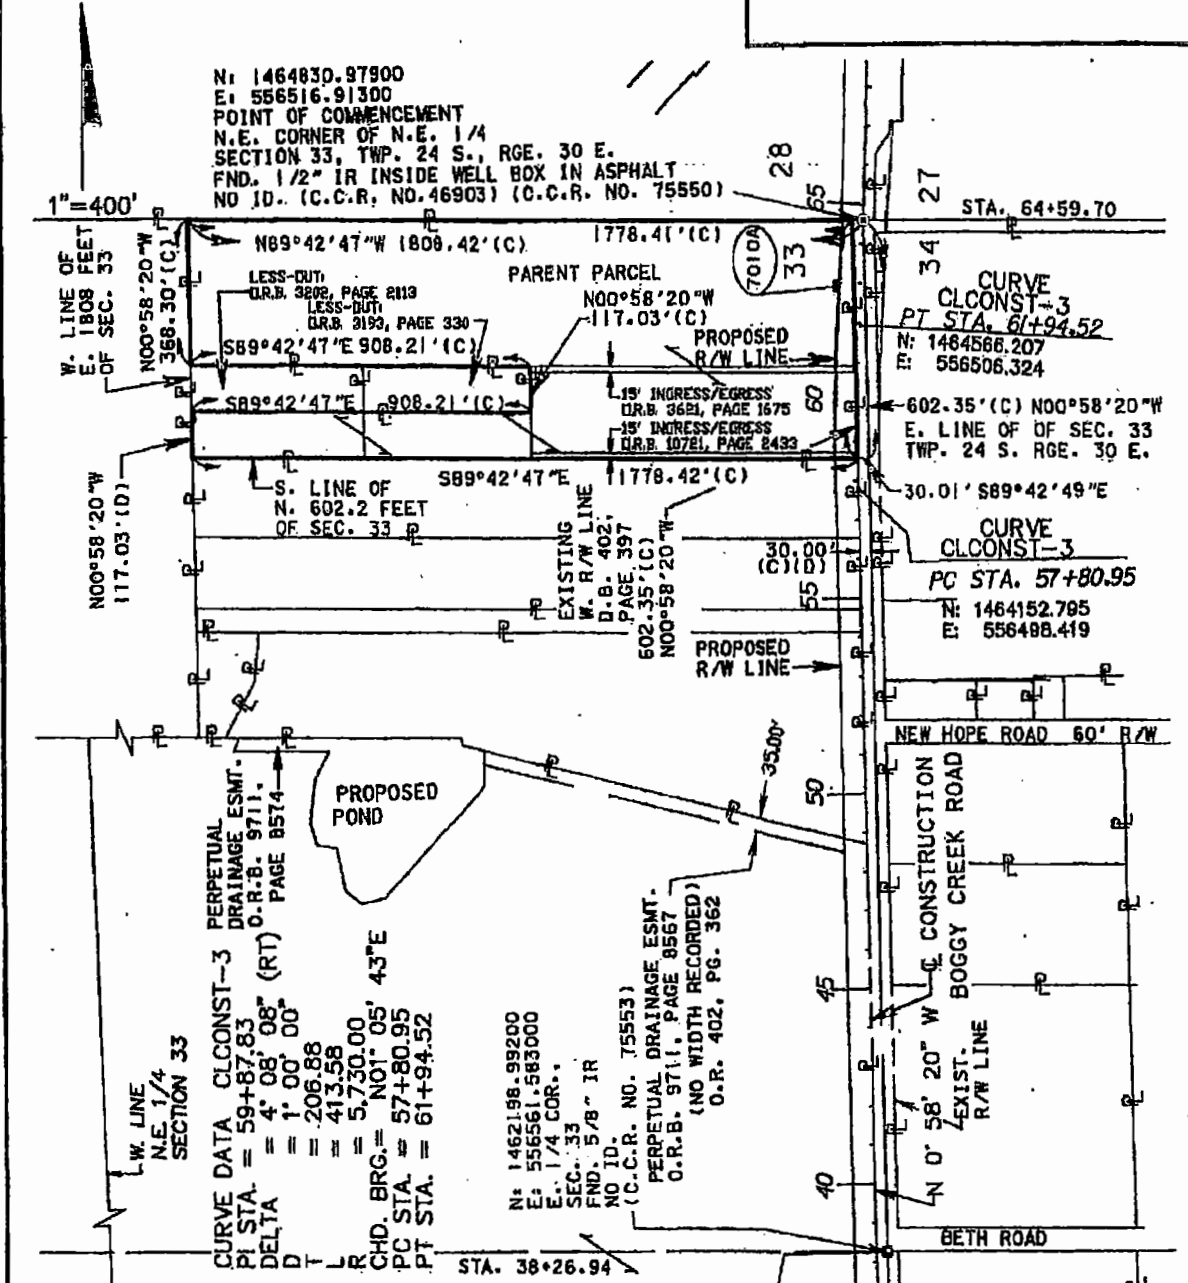 N: 1464830.97900
E: 556516.91300
POINT OF COMMENCEMENT
N.E. CORNER OF N.E. 1/4
SECTION 33, TWP. 24 S., RGE. 30 E.
FND. 1/2" IR INSIDE WELL BOX IN ASPHALT
NO ID. (C.C.R. NO.46903) (C.C.R. NO. 75550)
1"=400'
28
27
65
STA. 64+59.70
N89°42'47"W 1808.42'(C)
1778.41'(C)
7010A
33
34
W. LINE OF
E. 1808 FEET
OF SEC. 33
N00°58'20"W
368.30'(C)
LESS-OUT:
O.R.B. 3202, PAGE 2113
LESS-OUT:
O.R.B. 3193, PAGE 330
PARENT PARCEL
N00°58'20"W
117.03'(C)
PROPOSED
R/W LINE
CURVE
CLCONST-3
PT STA. 61+94.52
N: 1464566.207
E: 556506.324
S89°42'47"E 908.21'(C)
S89°42'47"E 908.21'(C)
15' INGRESS/EGRESS
O.R.B. 3621, PAGE 1675
15' INGRESS/EGRESS
O.R.B. 10721, PAGE 2433
60
602.35'(C) N00°58'20"W
E. LINE OF OF SEC. 33
TWP. 24 S. RGE. 30 E.
S89°42'47"E 1778.42'(C)
30.01' S89°42'49"E
N00°58'20"W
117.03'(D)
S. LINE OF
N. 602.2 FEET
OF SEC. 33
EXISTING
W. R/W LINE
D.B. 402,
PAGE 397
602.35'(C)
N00°58'20"W
30.00'
(C)(D)
CURVE
CLCONST-3
PC STA. 57+80.95
N: 1464152.795
E: 556498.419
55
PROPOSED
R/W LINE
NEW HOPE ROAD 60' R/W
35.00'
50
PROPOSED
POND
PERPETUAL
DRAINAGE ESMT.
O.R.B. 9711,
PAGE 8574
℄ CONSTRUCTION
BOGGY CREEK ROAD
N 0° 58' 20" W
EXIST.
R/W LINE
45
40
W. LINE
N.E. 1/4
SECTION 33
CURVE DATA CLCONST-3
PI STA. = 59+87.83
DELTA = 4° 08' 08" (RT)
D = 1° 00' 00"
T = 206.88
L = 413.58
R = 5,730.00
CHD. BRG.= N01° 05' 43"E
PC STA. = 57+80.95
PT STA. = 61+94.52
N: 1462198.99200
E: 556561.583000
E. 1/4 COR.,
SEC. 33
FND. 5/8" IR
NO ID.
(C.C.R. NO. 75553)
PERPETUAL DRAINAGE ESMT.
O.R.B. 9711, PAGE 8567
(NO WIDTH RECORDED)
O.R. 402, PG. 362
BETH ROAD
STA. 38+26.94